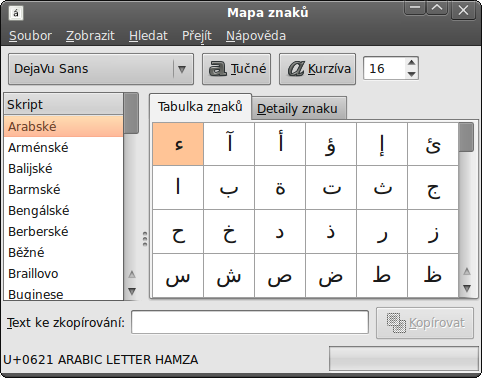 á
Mapa znaků
Soubor Zobrazit Hledat Přejít Nápověda
DejaVu Sans a Tučné a Kurzíva 16
Skript
Arabské
Arménské
Balijské
Barmské
Bengálské
Berberské
Běžné
Braillovo
Buginese
Tabulka znaků Detaily znaku
ء آ أ ؤ إ ئ
ا ب ة ت ث ج
ح خ د ذ ر ز
س ش ص ض ط ظ
Text ke zkopírování: Kopírovat
U+0621 ARABIC LETTER HAMZA